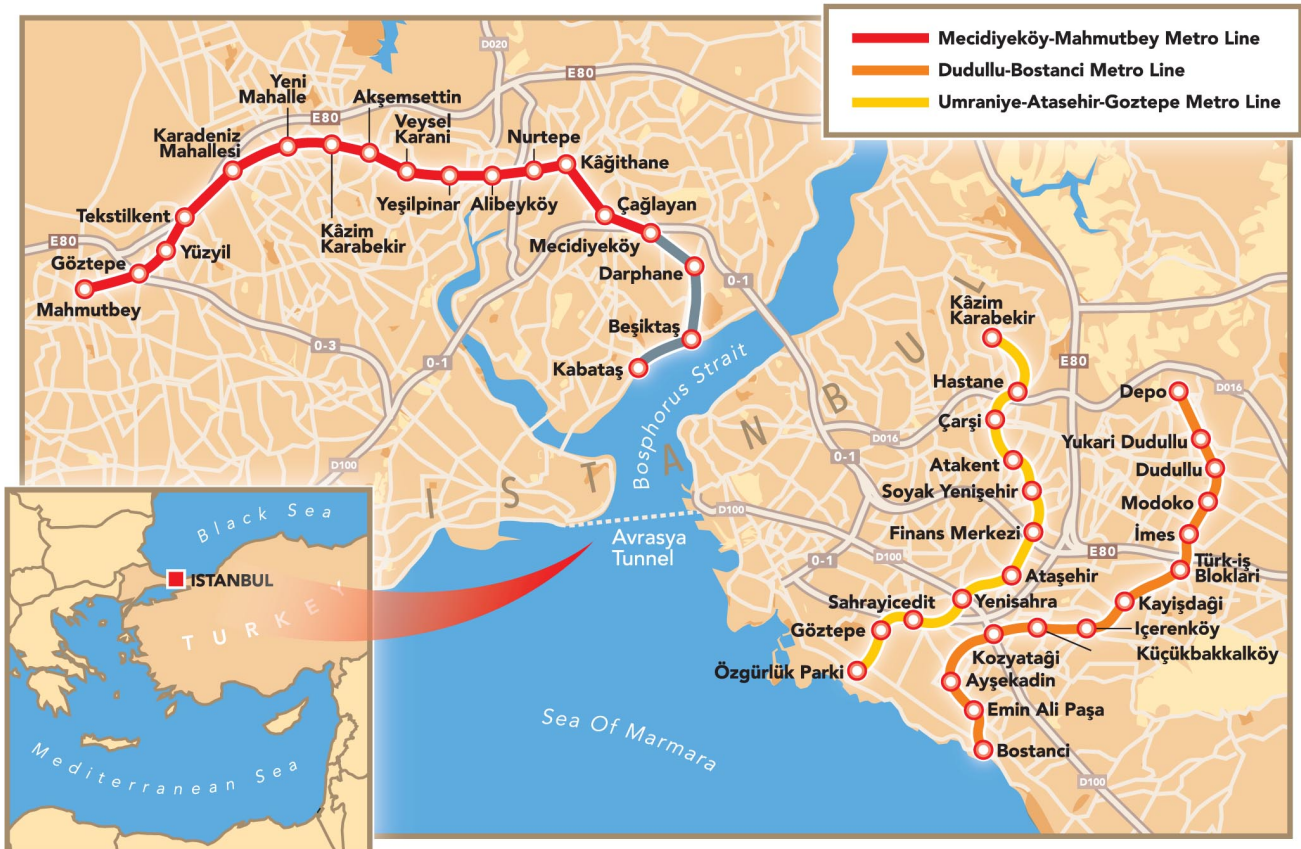 Mecidiyeköy-Mahmutbey Metro Line
Dudullu-Bostanci Metro Line
Umraniye-Atasehir-Goztepe Metro Line
D020
E80
E80
Yeni
Mahalle
Akşemsettin
Veysel
Karani
Nurtepe
Karadeniz
Mahallesi
Kâğithane
Tekstilkent
Kâzim
Karabekir
Yeşilpinar
Alibeyköy
Çağlayan
E80
Yüzyil
Göztepe
Mecidiyeköy
Mahmutbey
Darphane
0-1
0-3
0-1
Beşiktaş
Kabataş
Bosphorus Strait
ISTANBUL
Kâzim
Karabekir
E80
Hastane
Depo
D016
Çarşi
D016
Yukari Dudullu
0-1
Atakent
Dudullu
D100
Soyak Yenişehir
Modoko
D100
Finans Merkezi
İmes
Avrasya
Tunnel
D100
E80
0-1
Ataşehir
Türk-iş
Bloklari
Sahrayicedit
Yenisahra
Kayişdaği
Göztepe
Içerenköy
Kozyataği
Küçükbakkalköy
Özgürlük Parki
Ayşekadin
Emin Ali Paşa
Bostanci
D100
Sea Of Marmara
Black Sea
ISTANBUL
TURKEY
Mediterranean Sea